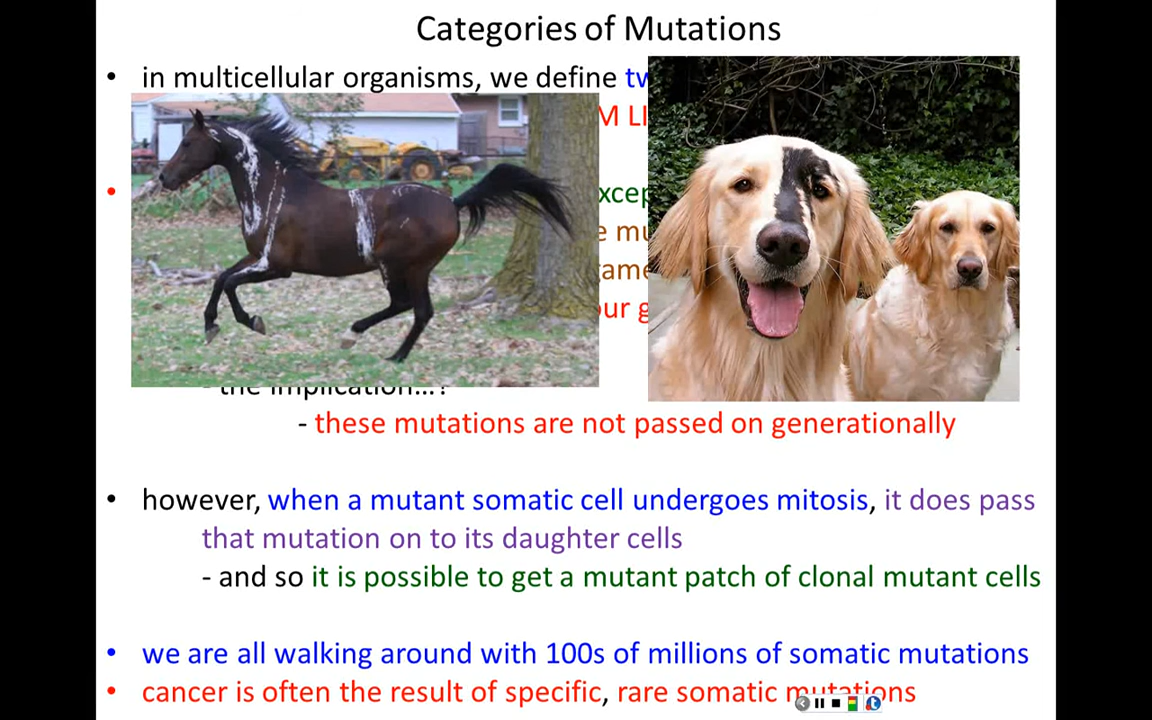 Categories of Mutations
• in multicellular organisms, we define
M
•
our
- the implication...?
- these mutations are not passed on generationally
• however, when a mutant somatic cell undergoes mitosis, it does pass
that mutation on to its daughter cells
- and so it is possible to get a mutant patch of clonal mutant cells
• we are all walking around with 100s of millions of somatic mutations
• cancer is often the result of specific, rare somatic mutations